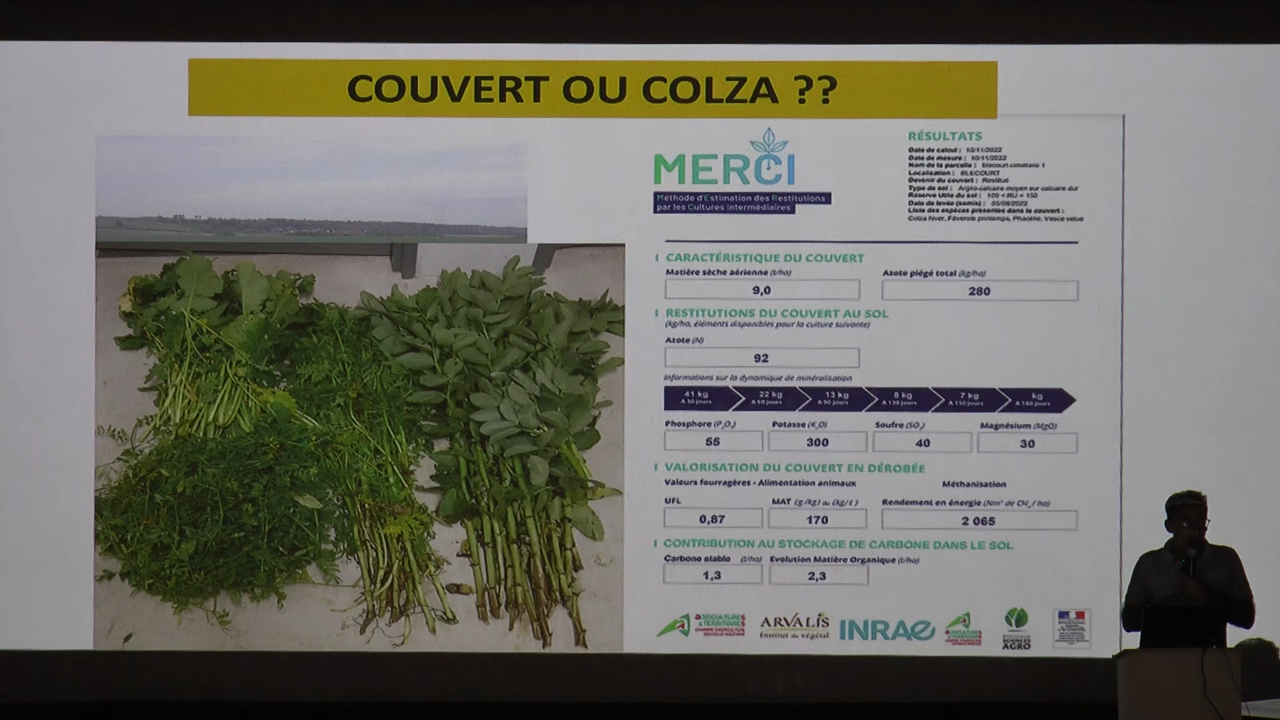 COUVERT OU COLZA ??
MERCI
Méthode d'Estimation des Restitutions
par les Cultures Intermédiaires
RÉSULTATS
Date de calcul : 10/11/2022
Date de mesure : 10/11/2022
Nom de la parcelle : blecourt cimetière 1
Localisation : BLECOURT
Devenir du couvert : Restitué
Type de sol : Argilo-calcaire moyen sur calcaire dur
Réserve Utile du sol : 100 < RU < 150
Date de levée (semis) : 05/08/2022
Liste des espèces présentes dans le couvert :
Colza hiver, Féverole printemps, Phacélie, Vesce velue
CARACTÉRISTIQUE DU COUVERT
Matière sèche aérienne (t/ha)
9,0
Azote piégé total (kg/ha)
280
RESTITUTIONS DU COUVERT AU SOL
(kg/ha, éléments disponibles pour la culture suivante)
Azote (N)
92
Informations sur la dynamique de minéralisation
41 kg
A 30 jours
22 kg
A 60 jours
13 kg
A 90 jours
8 kg
A 120 jours
7 kg
A 150 jours
kg
A 180 jours
Phosphore (P₂O₅)
55
Potasse (K₂O)
300
Soufre (SO₃)
40
Magnésium (MgO)
30
VALORISATION DU COUVERT EN DÉROBÉE
Valeurs fourragères - Alimentation animaux
Méthanisation
UFL
0,87
MAT (g/kg) ou (kg/t)
170
Rendement en énergie (Nm³ de CH₄/ha)
2 065
CONTRIBUTION AU STOCKAGE DE CARBONE DANS LE SOL
Carbone stable (t/ha)
1,3
Evolution Matière Organique (t/ha)
2,3
AGRICULTURES
& TERRITOIRES
ARVALIS
Institut du végétal
INRAE
AGRICULTURES
& TERRITOIRES
BORDEAUX
SCIENCES
AGRO